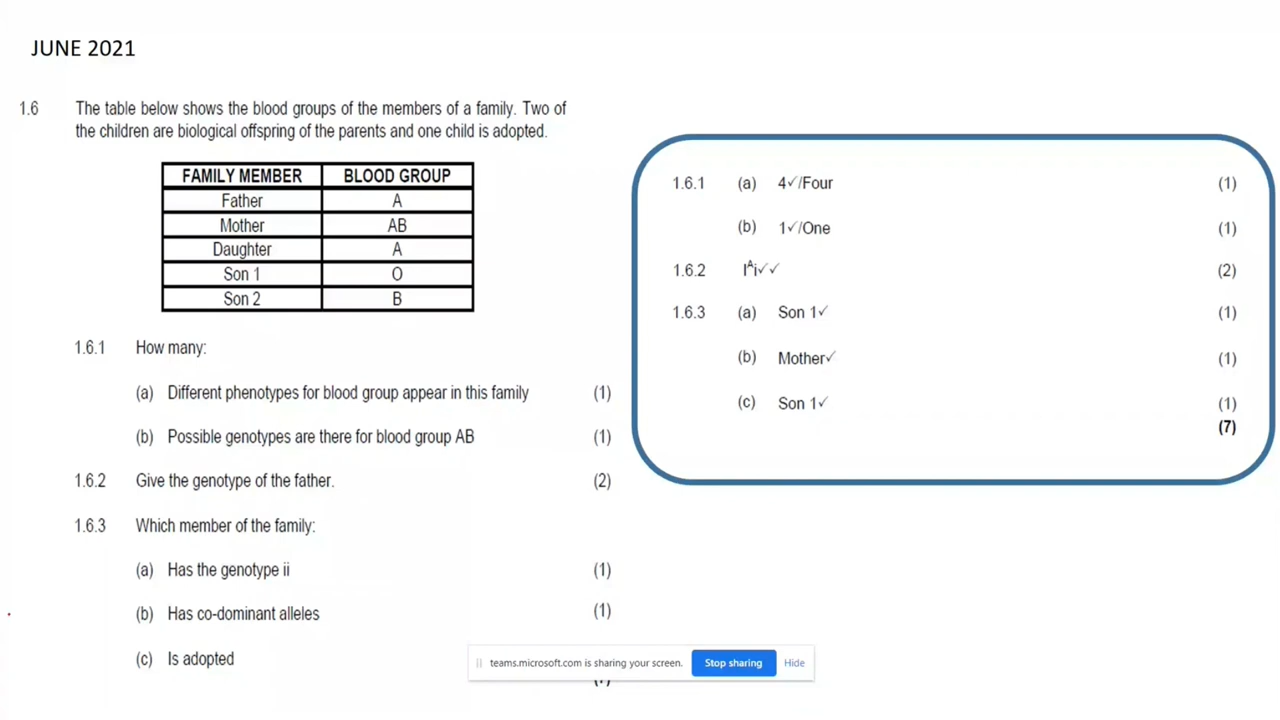 JUNE 2021
1.6 The table below shows the blood groups of the members of a family. Two of
the children are biological offspring of the parents and one child is adopted.
FAMILY MEMBER BLOOD GROUP
Father A
Mother AB
Daughter A
Son 1 O
Son 2 B
1.6.1 How many:
(a) Different phenotypes for blood group appear in this family (1)
(b) Possible genotypes are there for blood group AB (1)
1.6.2 Give the genotype of the father. (2)
1.6.3 Which member of the family:
(a) Has the genotype ii (1)
(b) Has co-dominant alleles (1)
(c) Is adopted
1.6.1 (a) 4✓/Four (1)
(b) 1✓/One (1)
1.6.2 Iᴬi✓✓ (2)
1.6.3 (a) Son 1✓ (1)
(b) Mother✓ (1)
(c) Son 1✓ (1)
(7)
teams.microsoft.com is sharing your screen. Stop sharing Hide